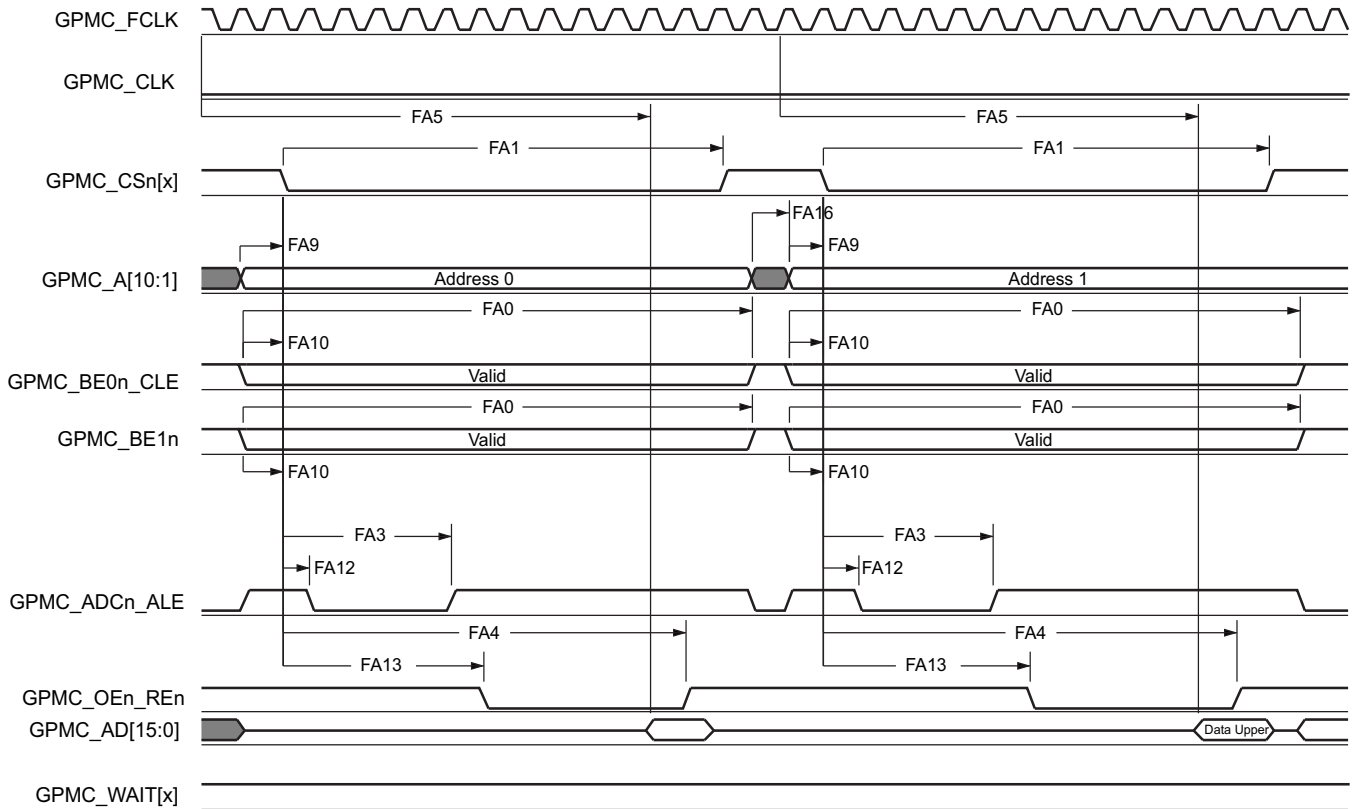 GPMC_FCLK
GPMC_CLK
FA5 FA5
FA1 FA1
GPMC_CSn[x]
FA16
FA9 FA9
GPMC_A[10:1] Address 0 Address 1
FA0 FA0
FA10 FA10
GPMC_BE0n_CLE Valid Valid
FA0 FA0
GPMC_BE1n Valid Valid
FA10 FA10
FA3 FA3
FA12 FA12
GPMC_ADCn_ALE
FA4 FA4
FA13 FA13
GPMC_OEn_REn
GPMC_AD[15:0] Data Upper
GPMC_WAIT[x]